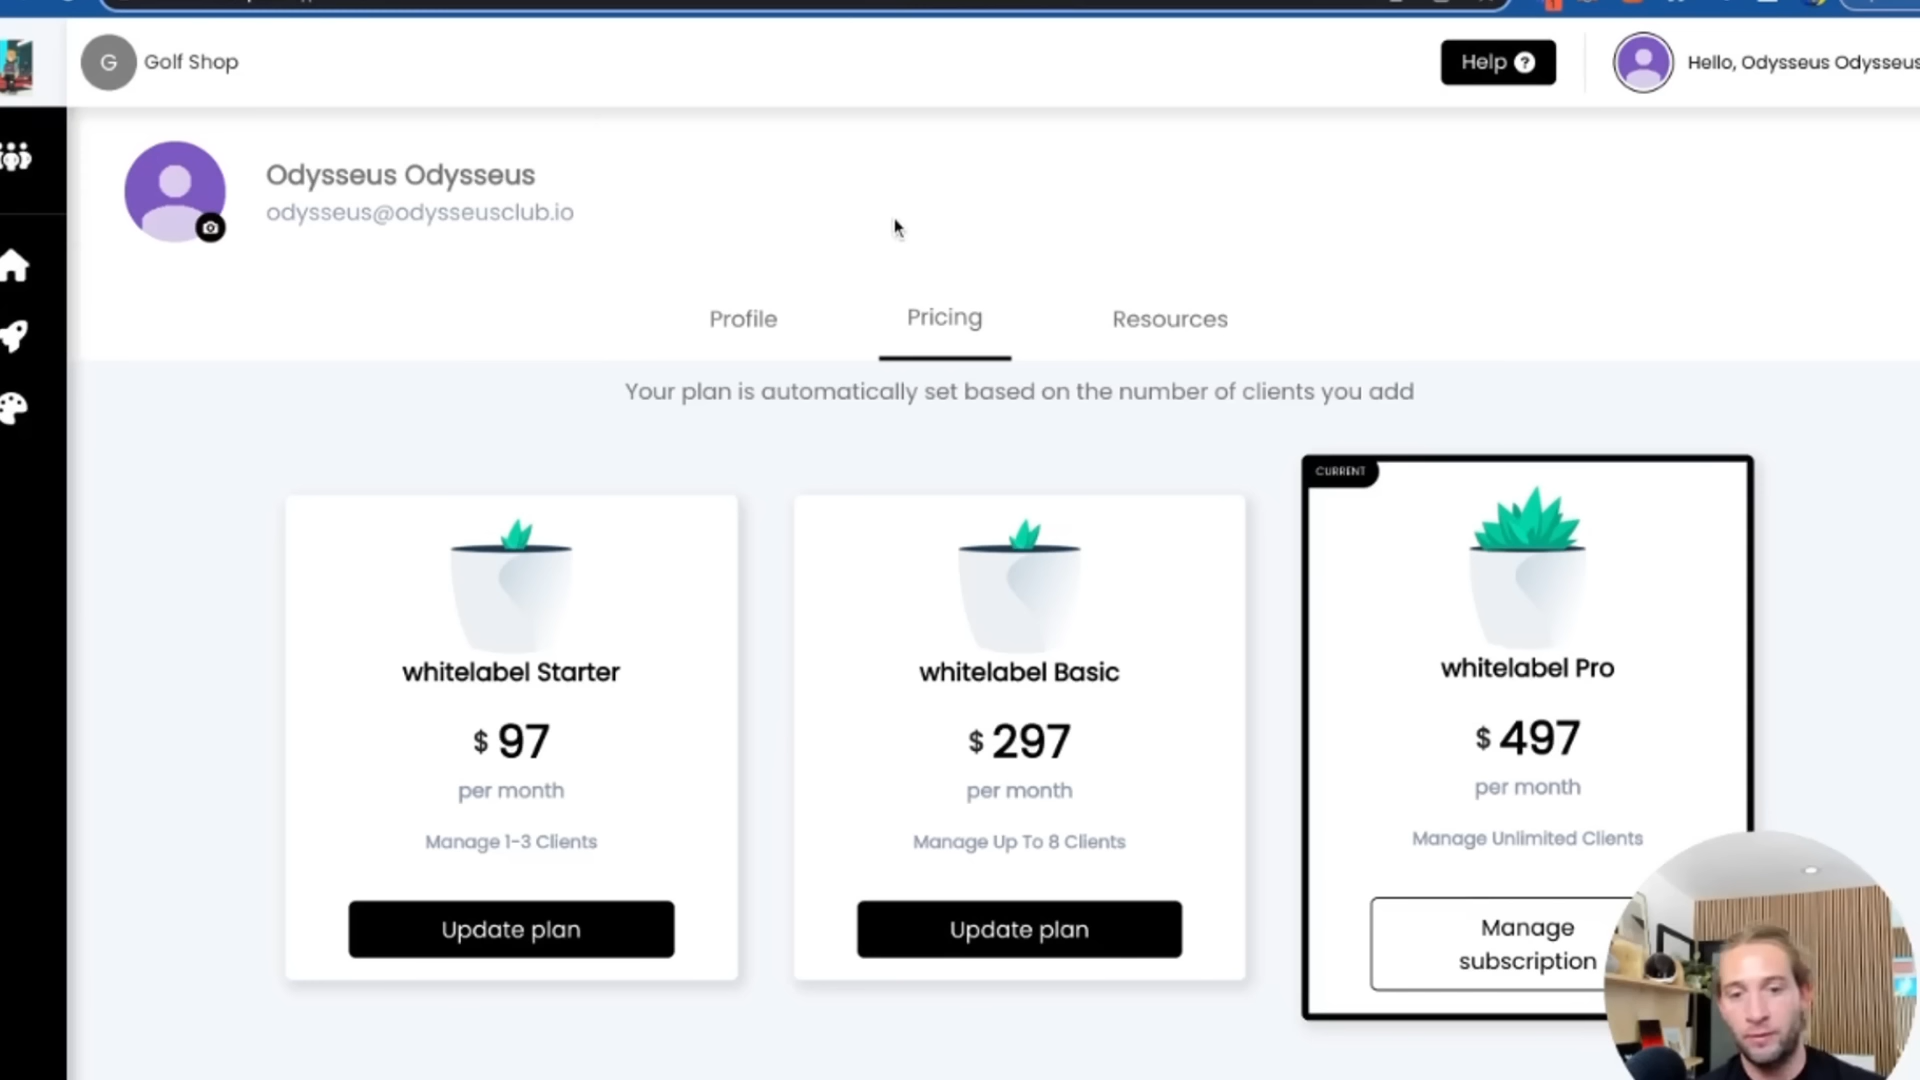 G Golf Shop
Help ?
Hello, Odysseus Odysseus
Odysseus Odysseus
odysseus@odysseusclub.io
Profile
Pricing
Resources
Your plan is automatically set based on the number of clients you add
whitelabel Starter
$ 97
per month
Manage 1-3 Clients
Update plan
whitelabel Basic
$ 297
per month
Manage Up To 8 Clients
Update plan
CURRENT
whitelabel Pro
$ 497
per month
Manage Unlimited Clients
Manage
subscription